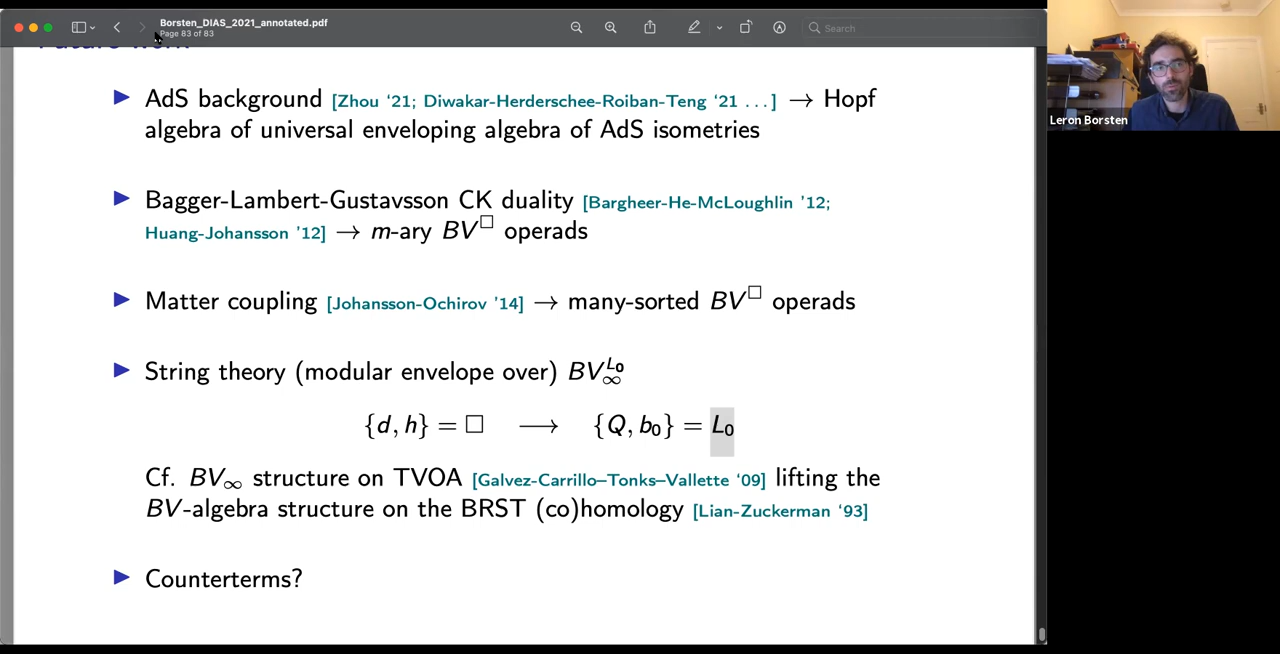 Borsten_DIAS_2021_annotated.pdf
Page 83 of 83
Search
Leron Borsten
▶ AdS background [Zhou '21; Diwakar-Herderschee-Roiban-Teng '21 ...] → Hopf
algebra of universal enveloping algebra of AdS isometries
▶ Bagger-Lambert-Gustavsson CK duality [Bargheer-He-McLoughlin '12;
Huang-Johansson '12] → m-ary BV□ operads
▶ Matter coupling [Johansson-Ochirov '14] → many-sorted BV□ operads
▶ String theory (modular envelope over) BV∞^L₀
{d, h} = □ ⟶ {Q, b₀} = L₀
Cf. BV∞ structure on TVOA [Galvez-Carrillo–Tonks–Vallette '09] lifting the
BV-algebra structure on the BRST (co)homology [Lian-Zuckerman '93]
▶ Counterterms?